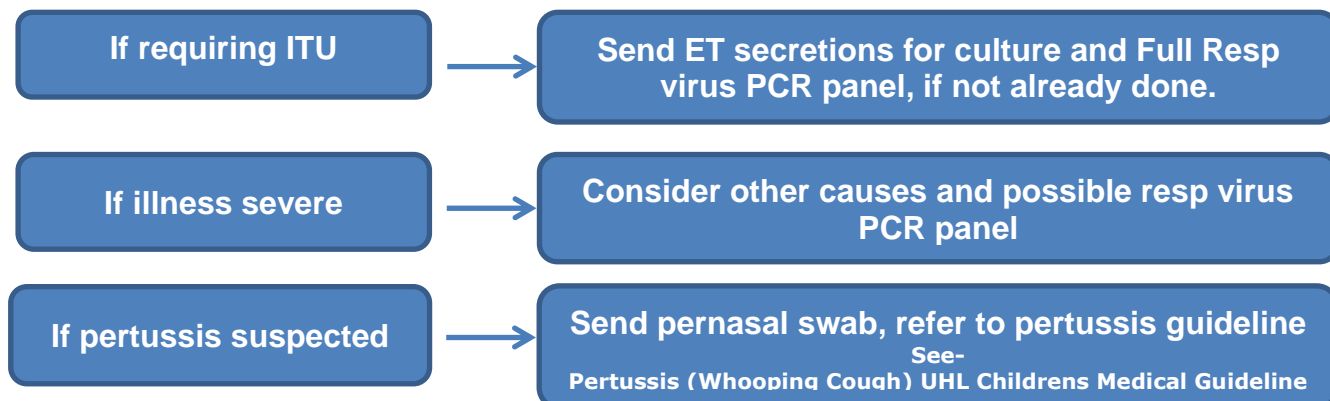 If requiring ITU
Send ET secretions for culture and Full Resp
virus PCR panel, if not already done.
If illness severe
Consider other causes and possible resp virus
PCR panel
If pertussis suspected
Send pernasal swab, refer to pertussis guideline
See-
Pertussis (Whooping Cough) UHL Childrens Medical Guideline